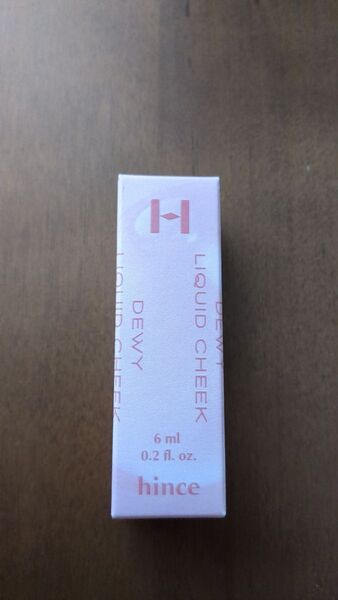 H
DEWY
LIQUID CHEEK
DEWY
LIQUID CHEEK
6 ml
0.2 fl. oz.
hince